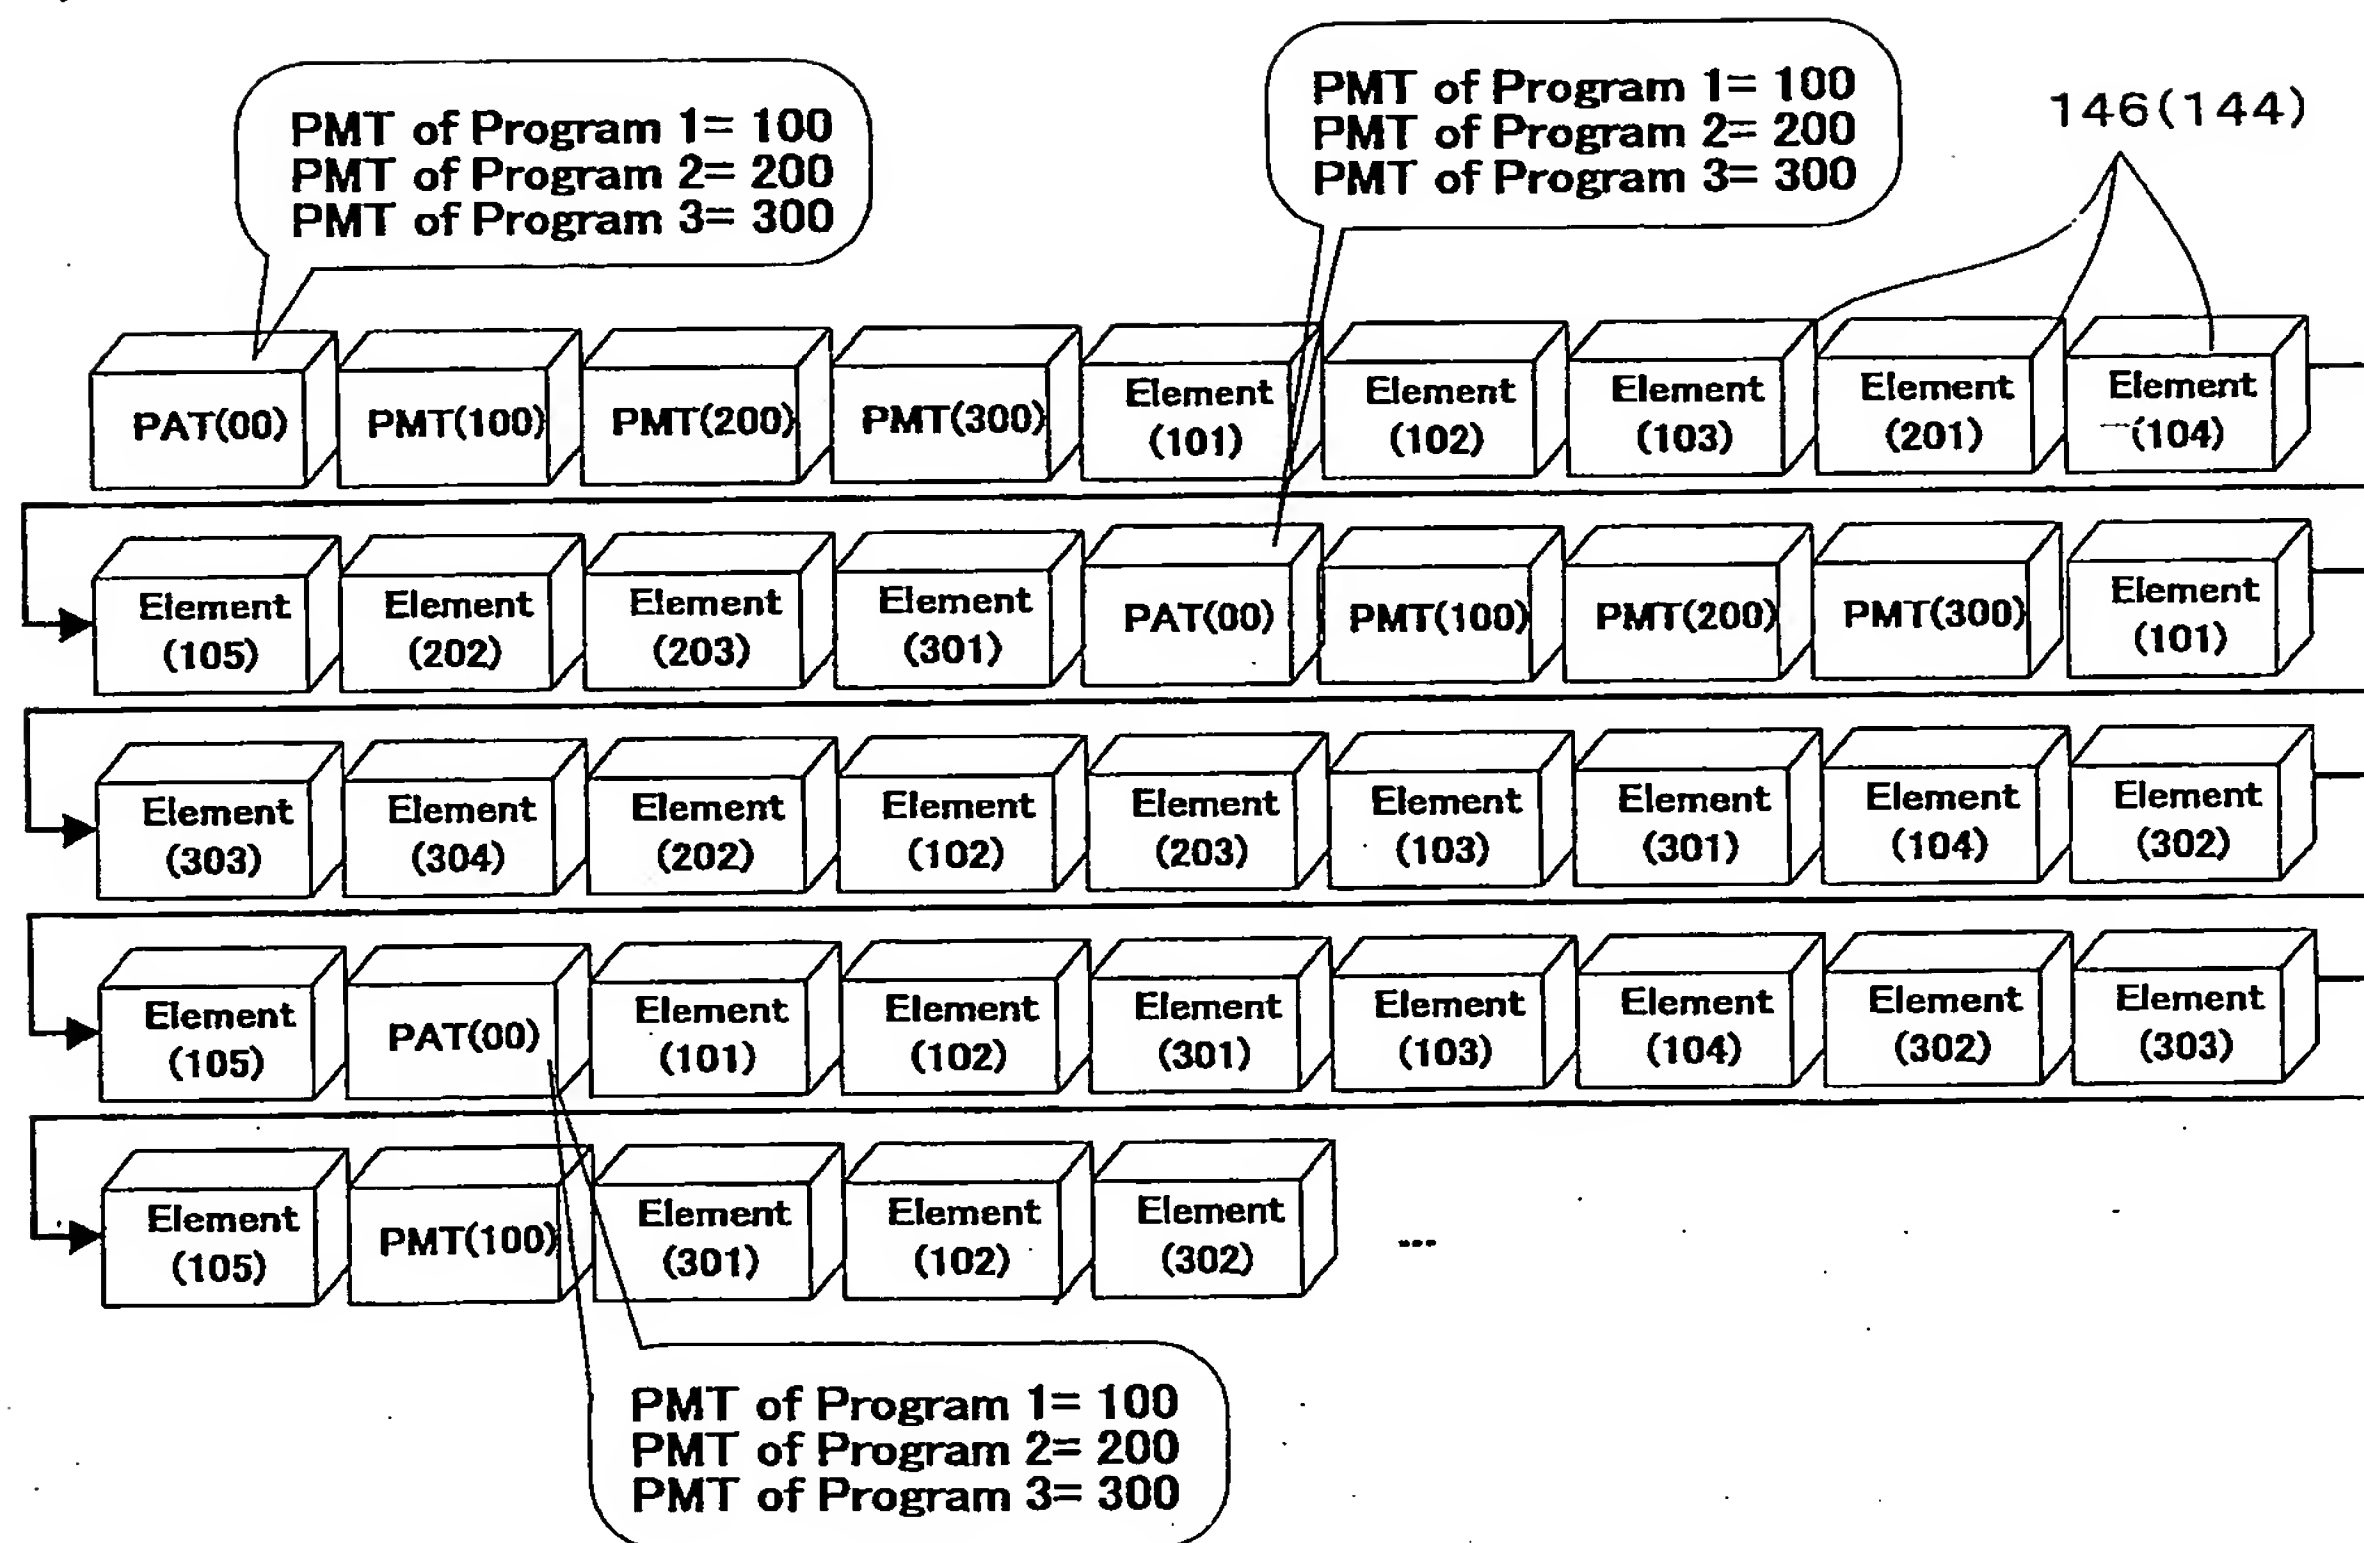 PMT of Program 1= 100
PMT of Program 2= 200
PMT of Program 3= 300
PMT of Program 1= 100
PMT of Program 2= 200
PMT of Program 3= 300
146(144)
PAT(00)
PMT(100)
PMT(200)
PMT(300)
Element
(101)
Element
(102)
Element
(103)
Element
(201)
Element
(104)
Element
(105)
Element
(202)
Element
(203)
Element
(301)
PAT(00)
PMT(100)
PMT(200)
PMT(300)
Element
(101)
Element
(303)
Element
(304)
Element
(202)
Element
(102)
Element
(203)
Element
(103)
Element
(301)
Element
(104)
Element
(302)
Element
(105)
PAT(00)
Element
(101)
Element
(102)
Element
(301)
Element
(103)
Element
(104)
Element
(302)
Element
(303)
Element
(105)
PMT(100)
Element
(301)
Element
(102)
Element
(302)
...
PMT of Program 1= 100
PMT of Program 2= 200
PMT of Program 3= 300